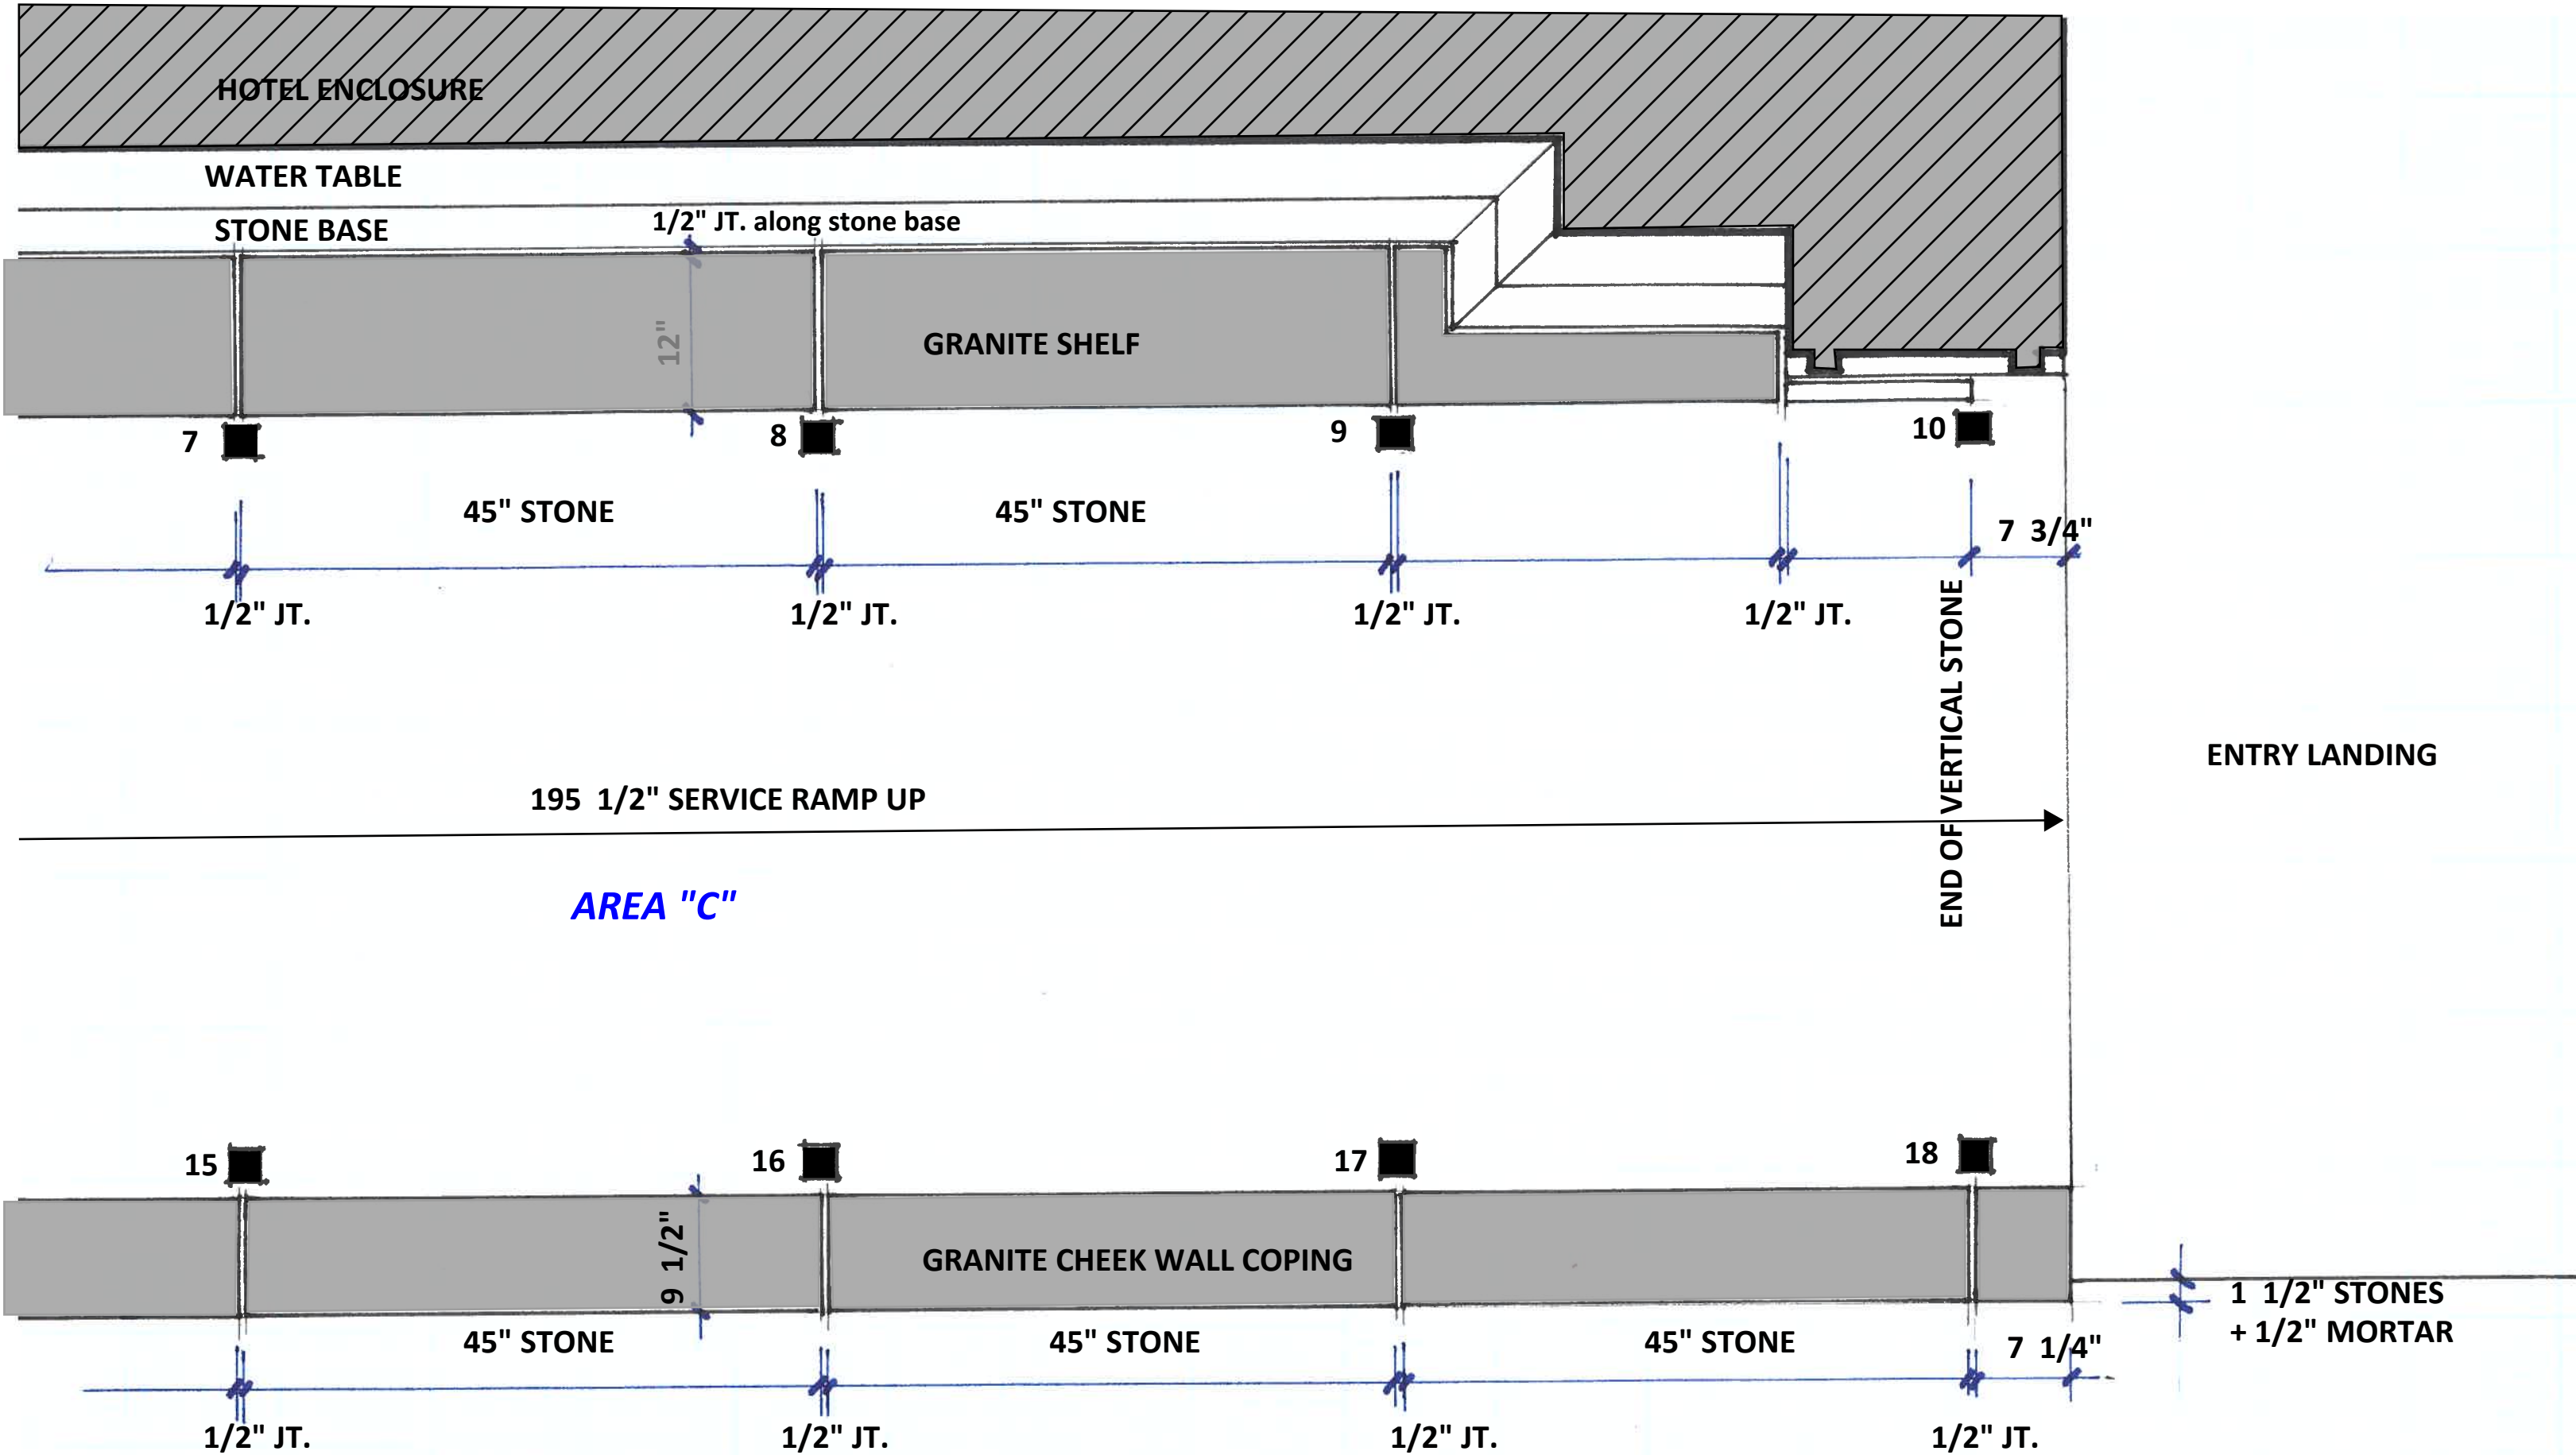 HOTEL ENCLOSURE
WATER TABLE
STONE BASE
1/2" JT. along stone base
12"
GRANITE SHELF
7
8
9
10
45" STONE
45" STONE
7 3/4"
1/2" JT.
1/2" JT.
1/2" JT.
1/2" JT.
END OF VERTICAL STONE
ENTRY LANDING
195 1/2" SERVICE RAMP UP
AREA "C"
15
16
17
18
9 1/2"
GRANITE CHEEK WALL COPING
1 1/2" STONES
+ 1/2" MORTAR
45" STONE
45" STONE
45" STONE
7 1/4"
1/2" JT.
1/2" JT.
1/2" JT.
1/2" JT.